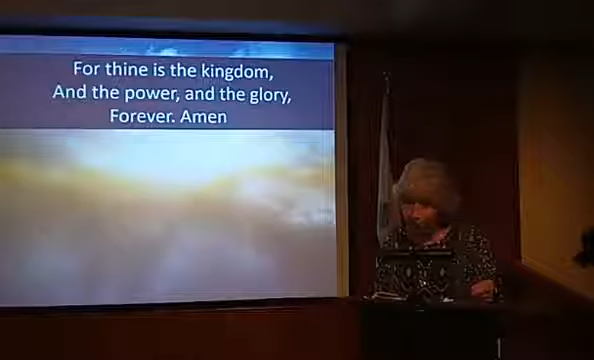 For thine is the kingdom,
And the power, and the glory,
Forever. Amen